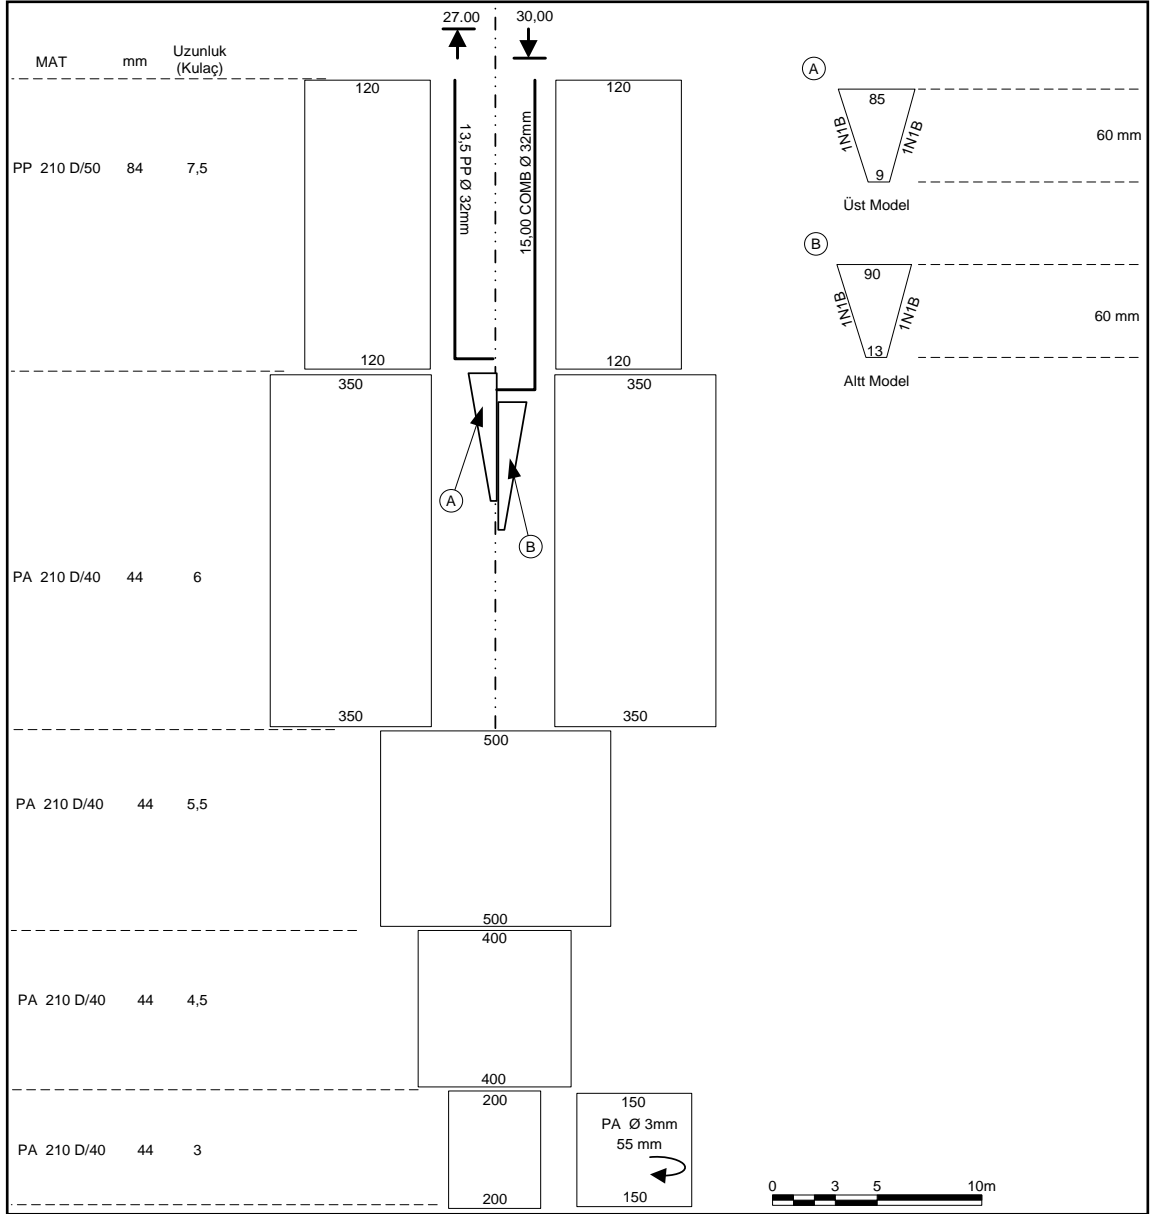 27.00
30,00
MAT mm Uzunluk
(Kulaç)
120
120
13,5 PP Ø 32mm
15,00 COMB Ø 32mm
PP 210 D/50 84 7,5
120
120
A
85
1N1B
1N1B
9
60 mm
Üst Model
B
90
1N1B
1N1B
13
60 mm
Altt Model
350
350
A
B
PA 210 D/40 44 6
350
350
500
PA 210 D/40 44 5,5
500
400
PA 210 D/40 44 4,5
400
200
150
PA Ø 3mm
55 mm
PA 210 D/40 44 3
200
150
0 3 5 10m